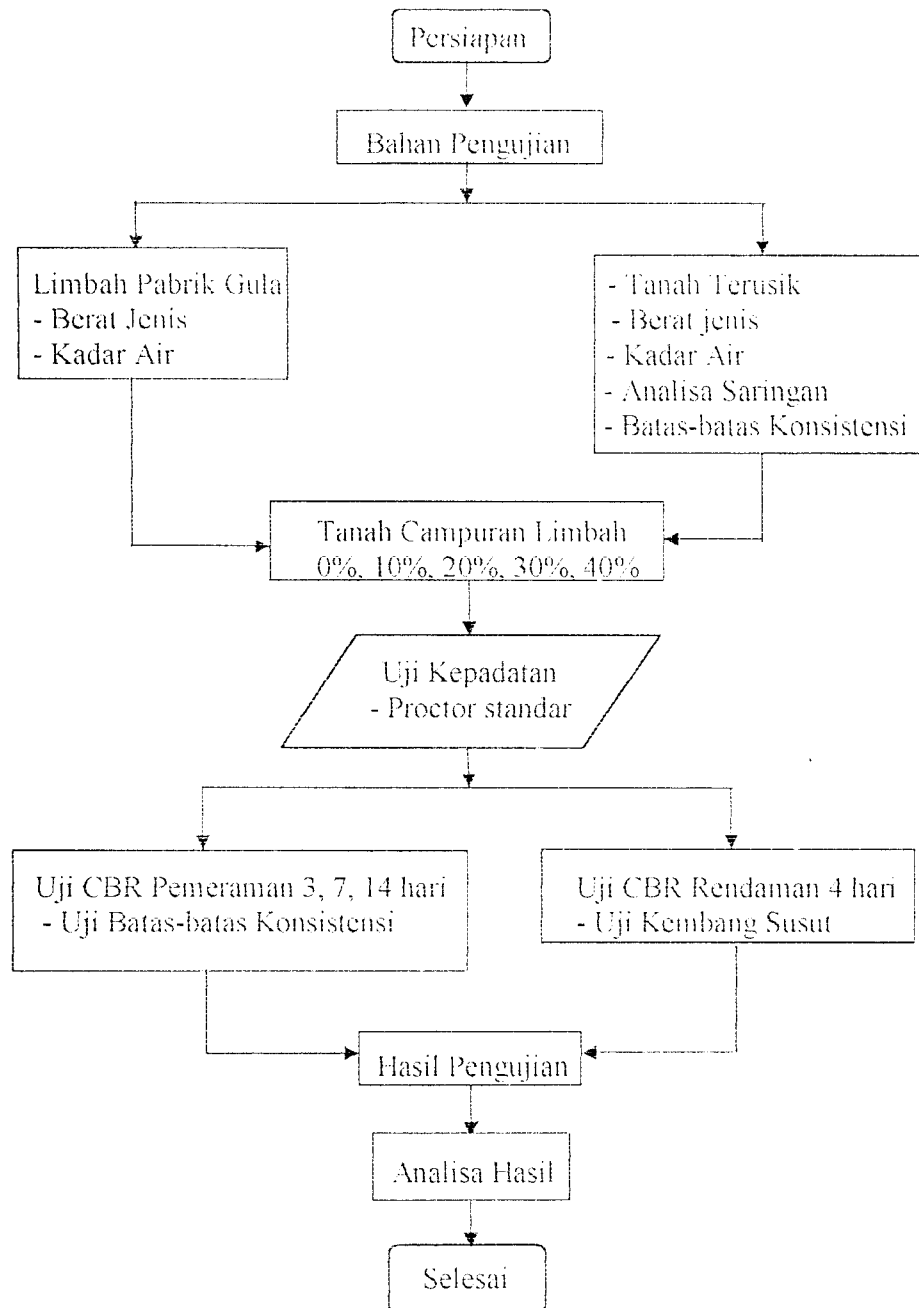 Persiapan
Bahan Pengujian
Limbah Pabrik Gula
- Berat Jenis
- Kadar Air
- Tanah Terusik
- Berat jenis
- Kadar Air
- Analisa Saringan
- Batas-batas Konsistensi
Tanah Campuran Limbah
0%, 10%, 20%, 30%, 40%
Uji Kepadatan
- Proctor standar
Uji CBR Pemeraman 3, 7, 14 hari
- Uji Batas-batas Konsistensi
Uji CBR Rendaman 4 hari
- Uji Kembang Susut
Hasil Pengujian
Analisa Hasil
Selesai